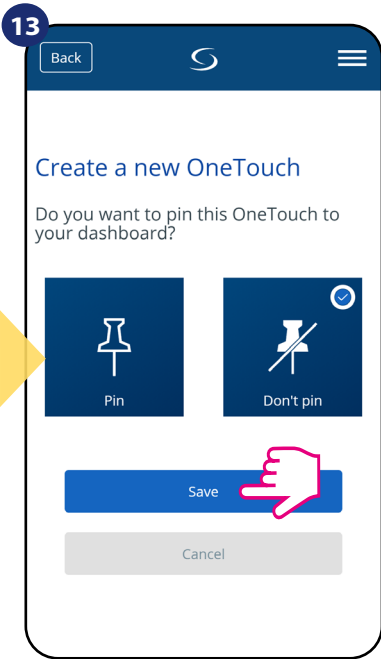 13
Back
Create a new OneTouch
Do you want to pin this OneTouch to
your dashboard?
Pin
Don't pin
Save
Cancel